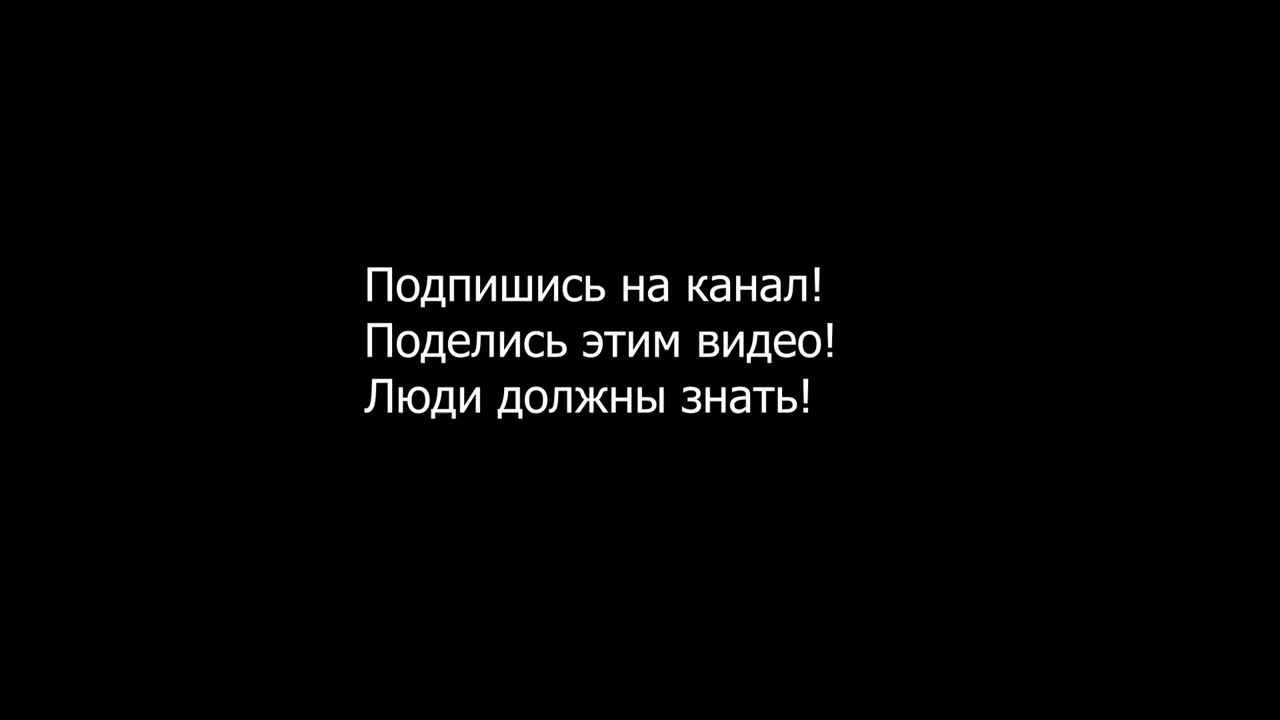 Подпишись на канал!
Поделись этим видео!
Люди должны знать!